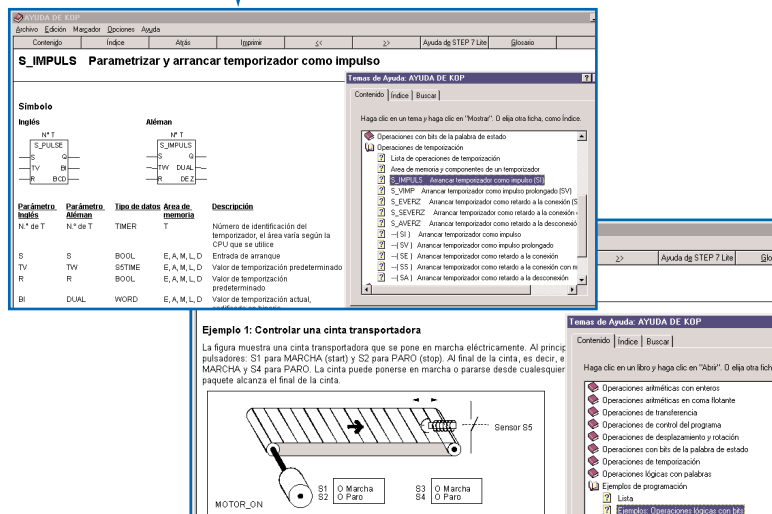 AYUDA DE KOP
Archivo Edición Marcador Opciones Ayuda
Contenido Índice Atrás Imprimir << >> Ayuda de STEP 7 Lite Glosario
S_IMPULS Parametrizar y arrancar temporizador como impulso
Símbolo
Inglés Aléman
N° T N° T
S_PULSE S_IMPULS
S Q S Q
TV BI TW DUAL
R BCD R DEZ
Parámetro Inglés Parámetro Aléman Tipo de datos Area de memoria Descripción
N.° de T N.° de T TIMER T Número de identificación del
temporizador, el área varía según la
CPU que se utilice
S S BOOL E, A, M, L, D Entrada de arranque
TV TW S5TIME E, A, M, L, D Valor de temporización predeterminado
R R BOOL E, A, M, L, D Valor de temporización
predeterminado
BI DUAL WORD E, A, M, L, D Valor de temporización actual,
Temas de Ayuda: AYUDA DE KOP
Contenido Índice Buscar
Haga clic en un tema y haga clic en "Mostrar". O elija otra ficha, como Índice.
Operaciones con bits de la palabra de estado
Operaciones de temporización
Lista de operaciones de temporización
Area de memoria y componentes de un temporizador
S_IMPULS Arrancar temporizador como impulso (SI)
S_VIMP Arrancar temporizador como impulso prolongado (SV)
S_EVERZ Arrancar temporizador como retardo a la conexión (S
S_SEVERZ Arrancar temporizador como retardo a la conexión
S_AVERZ Arrancar temporizador como retardo a la desconexió
--( SI ) Arrancar temporizador como impulso
--( SV ) Arrancar temporizador como impulso prolongado
--( SE ) Arrancar temporizador como retardo a la conexión
--( SS ) Arrancar temporizador como retardo a la conexión con m
--( SA ) Arrancar temporizador como retardo a la desconexión
>> Ayuda de STEP 7 Lite Glo
Ejemplo 1: Controlar una cinta transportadora
La figura muestra una cinta transportadora que se pone en marcha eléctricamente. Al princip
pulsadores: S1 para MARCHA (start) y S2 para PARO (stop). Al final de la cinta, es decir, e
MARCHA y S4 para PARO. La cinta puede ponerse en marcha o pararse desde cualesquier
paquete alcanza el final de la cinta.
Sensor S5
S1 O Marcha S3 O Marcha
S2 O Paro S4 O Paro
MOTOR_ON
Temas de Ayuda: AYUDA DE KOP
Contenido Índice Buscar
Haga clic en un libro y haga clic en "Abrir". O elija otra fich
Operaciones aritméticas con enteros
Operaciones aritméticas en coma flotante
Operaciones de transferencia
Operaciones de control del programa
Operaciones de desplazamiento y rotación
Operaciones con bits de la palabra de estado
Operaciones de temporización
Operaciones lógicas con palabras
Ejemplos de programación
Lista
Ejemplos: Operaciones lógicas con bits